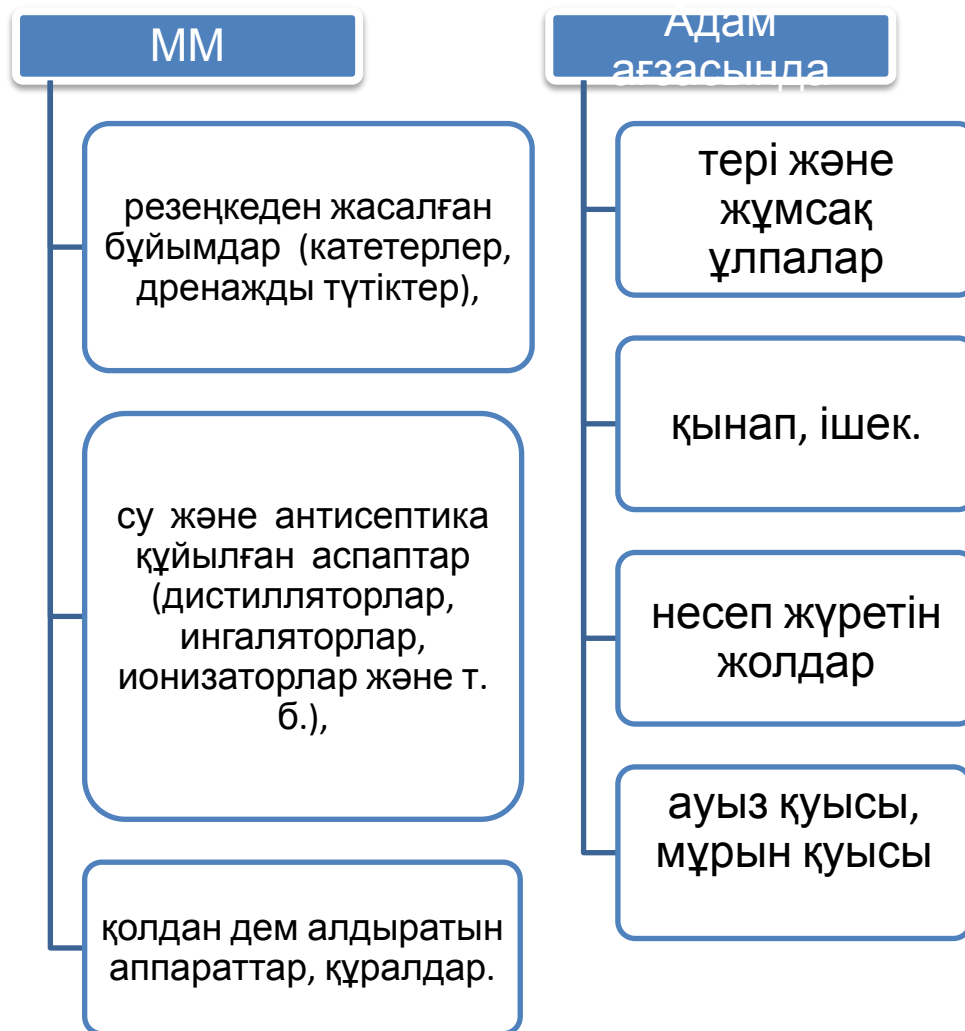 ММ
резеңкеден жасалған
бұйымдар (катетерлер,
дренажды түтіктер),
су және антисептика
құйылған аспаптар
(дистилляторлар,
ингаляторлар,
ионизаторлар және т.
б.),
қолдан дем алдыратын
аппараттар, құралдар.
Адам
ағзасында
тері және
жұмсақ
ұлпалар
қынап, ішек.
несеп жүретін
жолдар
ауыз қуысы,
мұрын қуысы